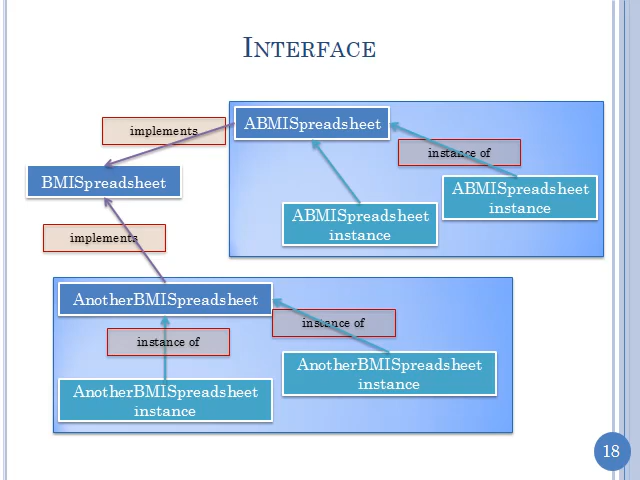 INTERFACE
implements
ABMISpreadsheet
instance of
BMISpreadsheet
ABMISpreadsheet
instance
ABMISpreadsheet
instance
implements
AnotherBMISpreadsheet
instance of
instance of
AnotherBMISpreadsheet
instance
AnotherBMISpreadsheet
instance
18